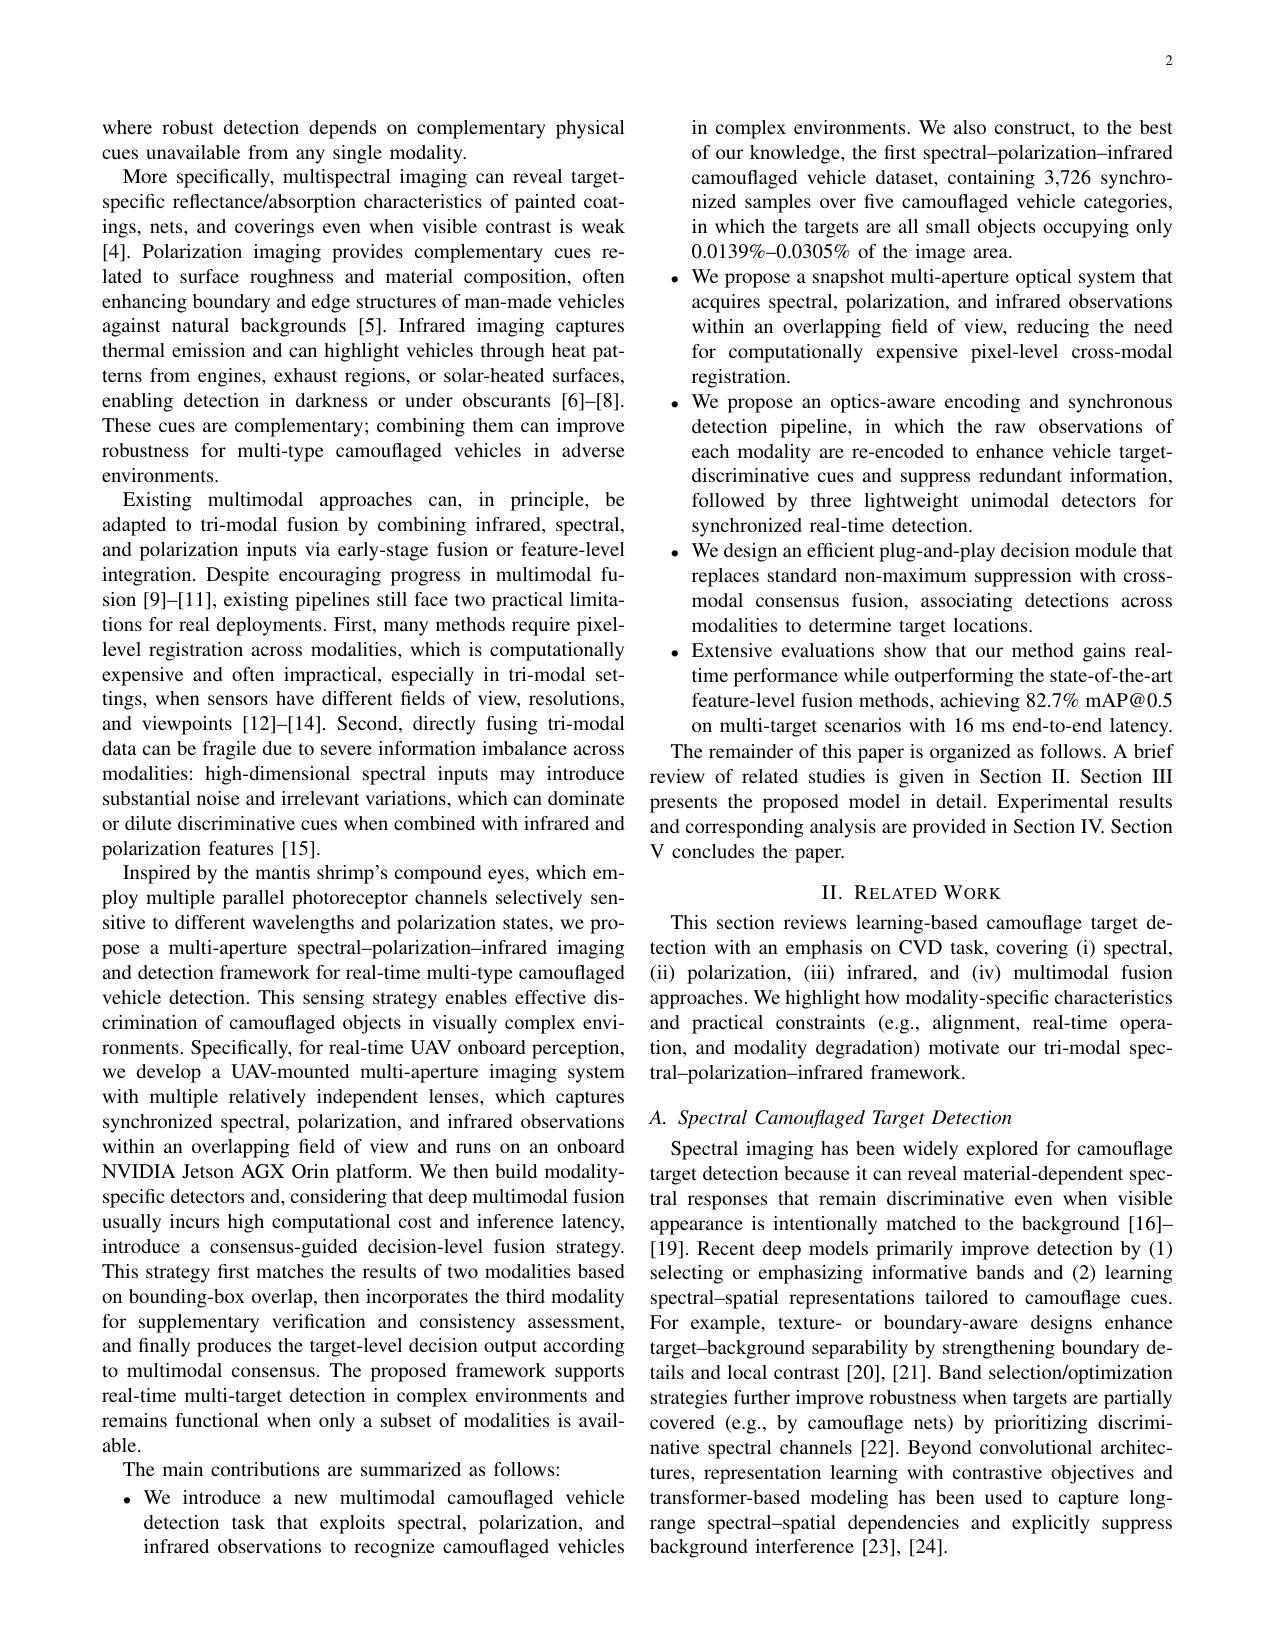 2
where robust detection depends on complementary physical
cues unavailable from any single modality.
More specifically, multispectral imaging can reveal target-
specific reflectance/absorption characteristics of painted coat-
ings, nets, and coverings even when visible contrast is weak
[4]. Polarization imaging provides complementary cues re-
lated to surface roughness and material composition, often
enhancing boundary and edge structures of man-made vehicles
against natural backgrounds [5]. Infrared imaging captures
thermal emission and can highlight vehicles through heat pat-
terns from engines, exhaust regions, or solar-heated surfaces,
enabling detection in darkness or under obscurants [6]–[8].
These cues are complementary; combining them can improve
robustness for multi-type camouflaged vehicles in adverse
environments.
Existing multimodal approaches can, in principle, be
adapted to tri-modal fusion by combining infrared, spectral,
and polarization inputs via early-stage fusion or feature-level
integration. Despite encouraging progress in multimodal fu-
sion [9]–[11], existing pipelines still face two practical limita-
tions for real deployments. First, many methods require pixel-
level registration across modalities, which is computationally
expensive and often impractical, especially in tri-modal set-
tings, when sensors have different fields of view, resolutions,
and viewpoints [12]–[14]. Second, directly fusing tri-modal
data can be fragile due to severe information imbalance across
modalities: high-dimensional spectral inputs may introduce
substantial noise and irrelevant variations, which can dominate
or dilute discriminative cues when combined with infrared and
polarization features [15].
Inspired by the mantis shrimp's compound eyes, which em-
ploy multiple parallel photoreceptor channels selectively sen-
sitive to different wavelengths and polarization states, we pro-
pose a multi-aperture spectral–polarization–infrared imaging
and detection framework for real-time multi-type camouflaged
vehicle detection. This sensing strategy enables effective dis-
crimination of camouflaged objects in visually complex envi-
ronments. Specifically, for real-time UAV onboard perception,
we develop a UAV-mounted multi-aperture imaging system
with multiple relatively independent lenses, which captures
synchronized spectral, polarization, and infrared observations
within an overlapping field of view and runs on an onboard
NVIDIA Jetson AGX Orin platform. We then build modality-
specific detectors and, considering that deep multimodal fusion
usually incurs high computational cost and inference latency,
introduce a consensus-guided decision-level fusion strategy.
This strategy first matches the results of two modalities based
on bounding-box overlap, then incorporates the third modality
for supplementary verification and consistency assessment,
and finally produces the target-level decision output according
to multimodal consensus. The proposed framework supports
real-time multi-target detection in complex environments and
remains functional when only a subset of modalities is avail-
able.
The main contributions are summarized as follows:
• We introduce a new multimodal camouflaged vehicle
detection task that exploits spectral, polarization, and
infrared observations to recognize camouflaged vehicles
in complex environments. We also construct, to the best
of our knowledge, the first spectral–polarization–infrared
camouflaged vehicle dataset, containing 3,726 synchro-
nized samples over five camouflaged vehicle categories,
in which the targets are all small objects occupying only
0.0139%–0.0305% of the image area.
• We propose a snapshot multi-aperture optical system that
acquires spectral, polarization, and infrared observations
within an overlapping field of view, reducing the need
for computationally expensive pixel-level cross-modal
registration.
• We propose an optics-aware encoding and synchronous
detection pipeline, in which the raw observations of
each modality are re-encoded to enhance vehicle target-
discriminative cues and suppress redundant information,
followed by three lightweight unimodal detectors for
synchronized real-time detection.
• We design an efficient plug-and-play decision module that
replaces standard non-maximum suppression with cross-
modal consensus fusion, associating detections across
modalities to determine target locations.
• Extensive evaluations show that our method gains real-
time performance while outperforming the state-of-the-art
feature-level fusion methods, achieving 82.7% mAP@0.5
on multi-target scenarios with 16 ms end-to-end latency.
The remainder of this paper is organized as follows. A brief
review of related studies is given in Section II. Section III
presents the proposed model in detail. Experimental results
and corresponding analysis are provided in Section IV. Section
V concludes the paper.
II. RELATED WORK
This section reviews learning-based camouflage target de-
tection with an emphasis on CVD task, covering (i) spectral,
(ii) polarization, (iii) infrared, and (iv) multimodal fusion
approaches. We highlight how modality-specific characteristics
and practical constraints (e.g., alignment, real-time opera-
tion, and modality degradation) motivate our tri-modal spec-
tral–polarization–infrared framework.
A. Spectral Camouflaged Target Detection
Spectral imaging has been widely explored for camouflage
target detection because it can reveal material-dependent spec-
tral responses that remain discriminative even when visible
appearance is intentionally matched to the background [16]–
[19]. Recent deep models primarily improve detection by (1)
selecting or emphasizing informative bands and (2) learning
spectral–spatial representations tailored to camouflage cues.
For example, texture- or boundary-aware designs enhance
target–background separability by strengthening boundary de-
tails and local contrast [20], [21]. Band selection/optimization
strategies further improve robustness when targets are partially
covered (e.g., by camouflage nets) by prioritizing discrimi-
native spectral channels [22]. Beyond convolutional architec-
tures, representation learning with contrastive objectives and
transformer-based modeling has been used to capture long-
range spectral–spatial dependencies and explicitly suppress
background interference [23], [24].